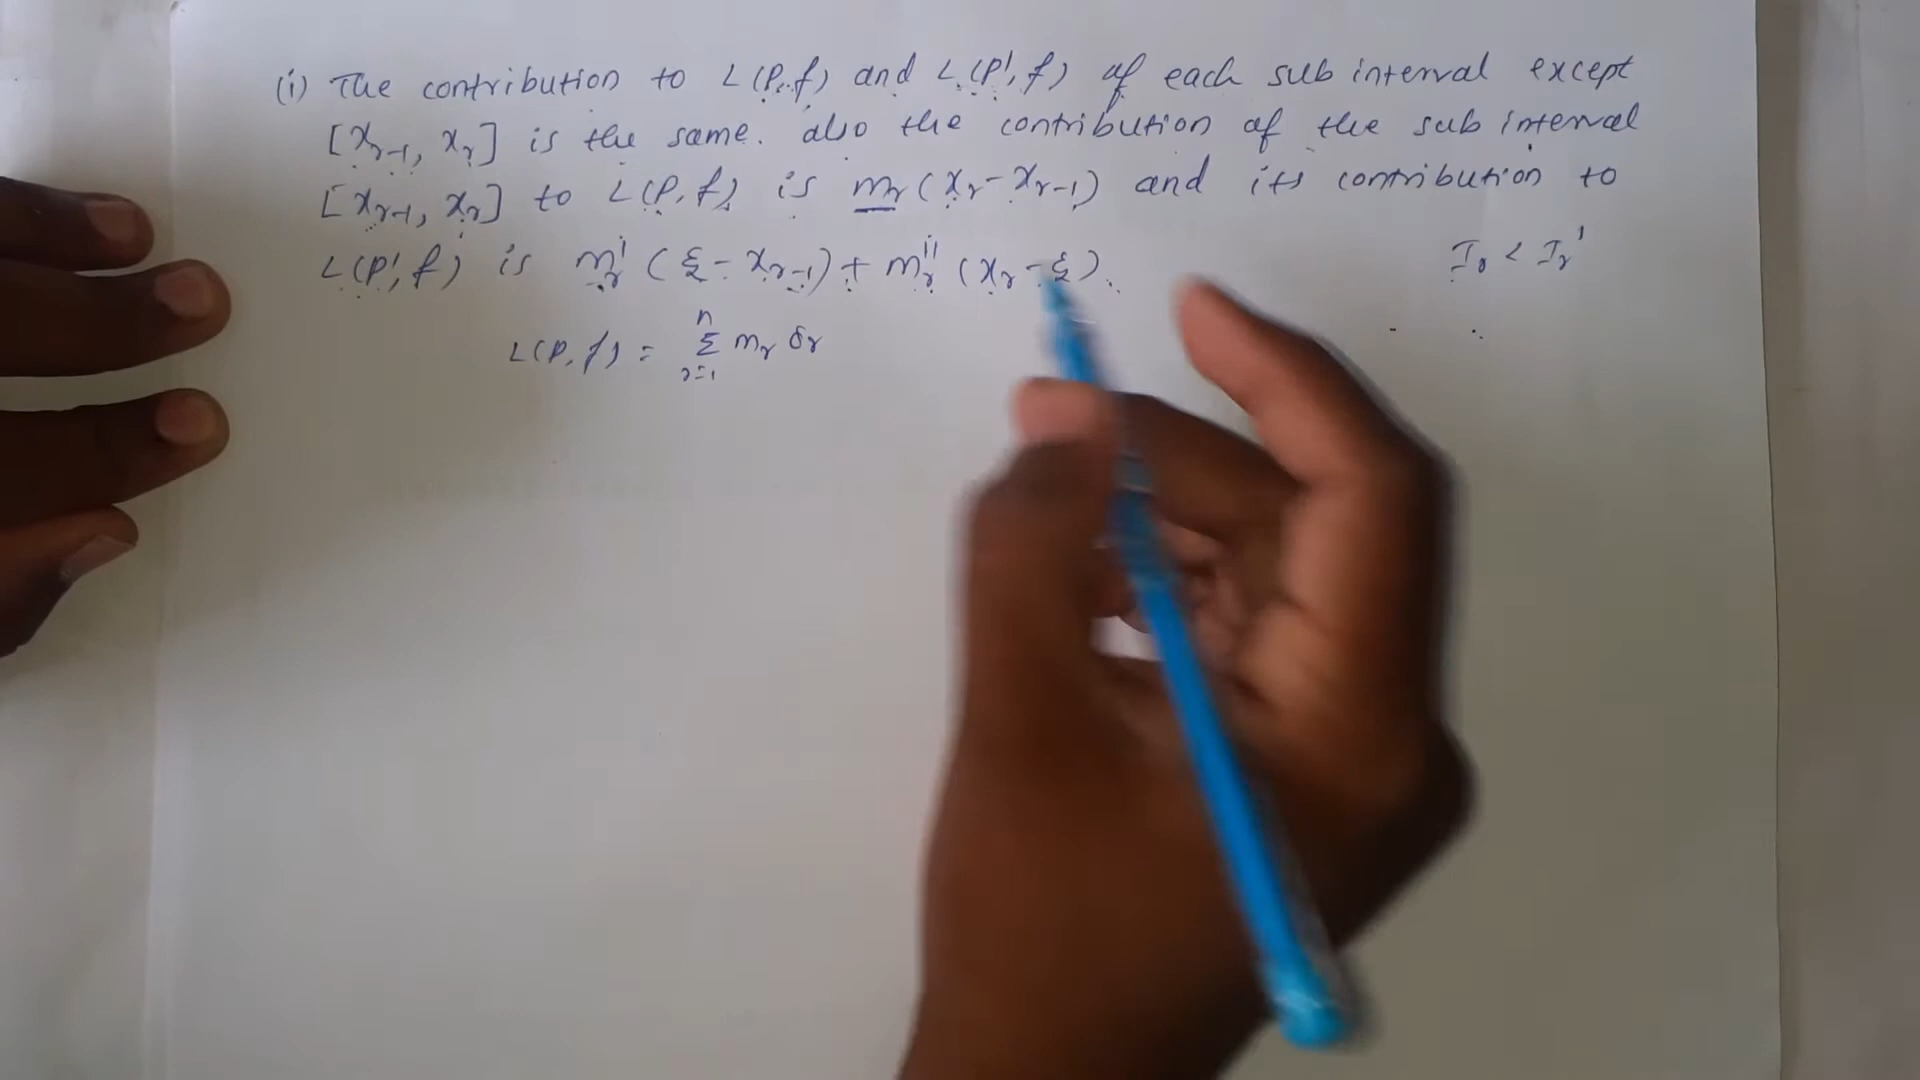 (i) The contribution to L(P,f) and L(P',f) of each sub interval except
[x_{r-1}, x_r] is the same. also the contribution of the sub interval
[x_{r-1}, x_r] to L(P,f) is m_r(x_r - x_{r-1}) and its contribution to
L(P',f) is m_r'(ξ - x_{r-1}) + m_r''(x_r - ξ).
I_r < I_r'
L(P,f) = Σ_{r=1}^{n} m_r δ_r